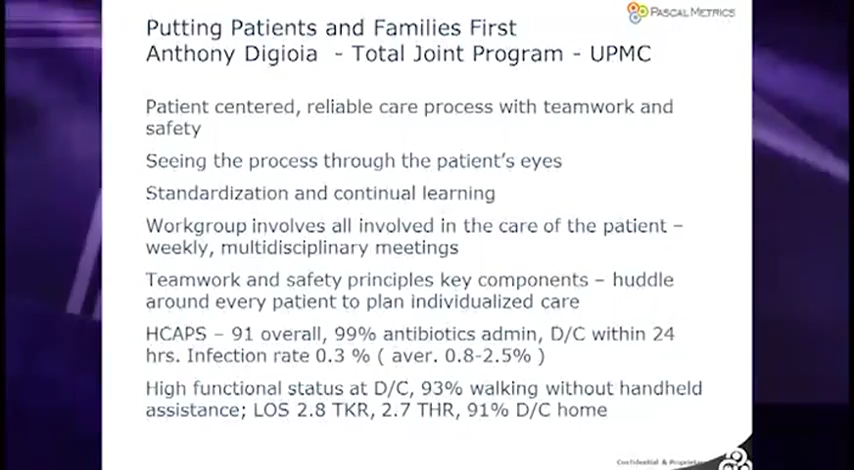 PASCAL METRICS
Putting Patients and Families First
Anthony Digioia - Total Joint Program - UPMC
Patient centered, reliable care process with teamwork and
safety
Seeing the process through the patient's eyes
Standardization and continual learning
Workgroup involves all involved in the care of the patient –
weekly, multidisciplinary meetings
Teamwork and safety principles key components – huddle
around every patient to plan individualized care
HCAPS – 91 overall, 99% antibiotics admin, D/C within 24
hrs. Infection rate 0.3 % ( aver. 0.8-2.5% )
High functional status at D/C, 93% walking without handheld
assistance; LOS 2.8 TKR, 2.7 THR, 91% D/C home
Confidential &